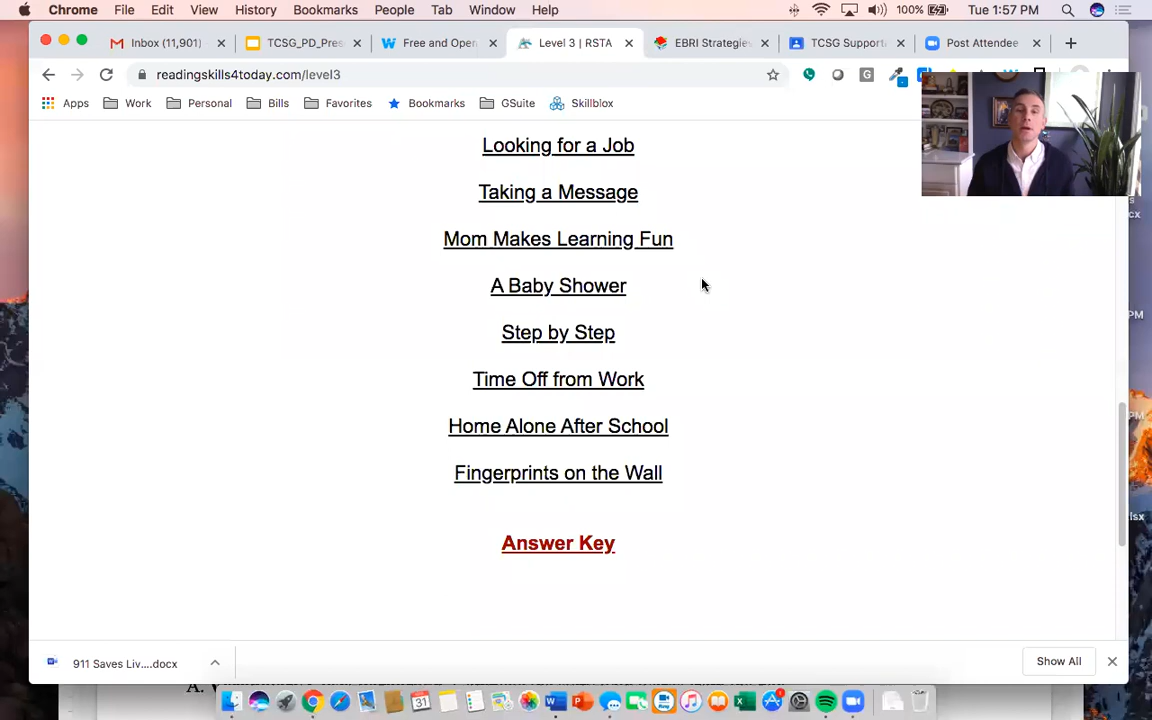 Chrome File Edit View History Bookmarks People Tab Window Help 100% Tue 1:57 PM
Inbox (11,901) TCSG_PD_Pres Free and Open Level 3 | RSTA EBRI Strategies TCSG Support Post Attendee
readingskills4today.com/level3
Apps Work Personal Bills Favorites Bookmarks GSuite Skillblox
Looking for a Job
Taking a Message
Mom Makes Learning Fun
A Baby Shower
Step by Step
Time Off from Work
Home Alone After School
Fingerprints on the Wall
Answer Key
911 Saves Liv....docx Show All